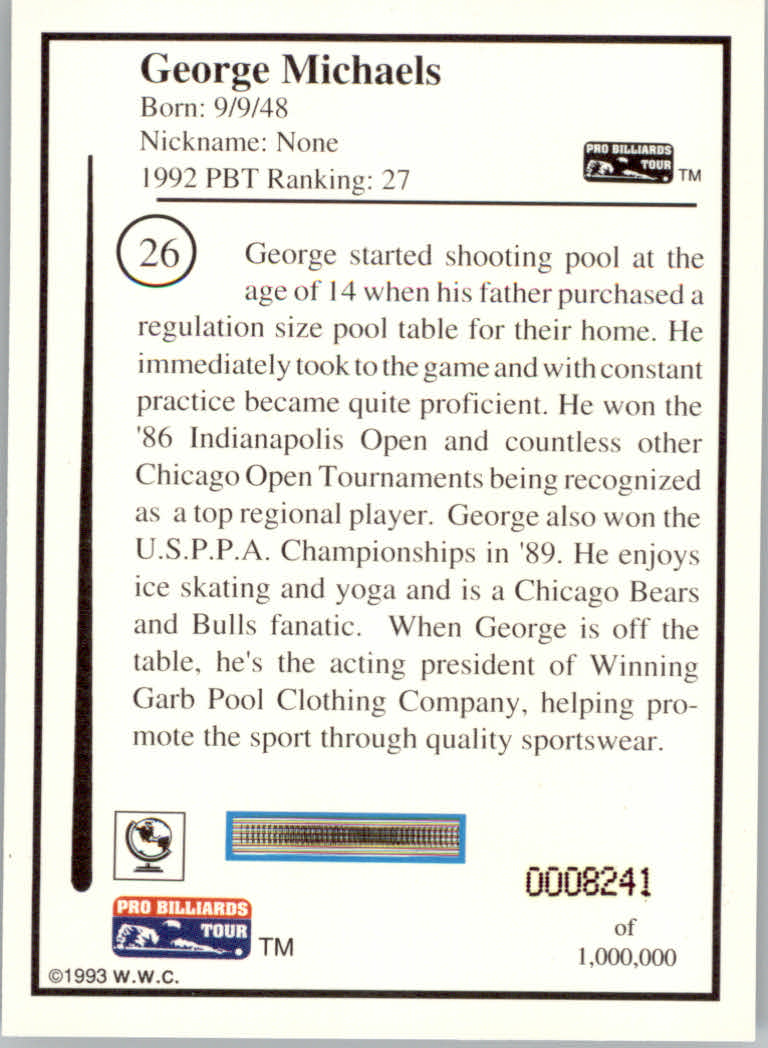 George Michaels
Born: 9/9/48
Nickname: None
1992 PBT Ranking: 27
PRO BILLIARDS
TOUR
TM
26
George started shooting pool at the
age of 14 when his father purchased a
regulation size pool table for their home. He
immediately took to the game and with constant
practice became quite proficient. He won the
'86 Indianapolis Open and countless other
Chicago Open Tournaments being recognized
as a top regional player. George also won the
U.S.P.P.A. Championships in '89. He enjoys
ice skating and yoga and is a Chicago Bears
and Bulls fanatic. When George is off the
table, he's the acting president of Winning
Garb Pool Clothing Company, helping pro-
mote the sport through quality sportswear.
0008241
of
1,000,000
PRO BILLIARDS
TOUR
TM
©1993 W.W.C.